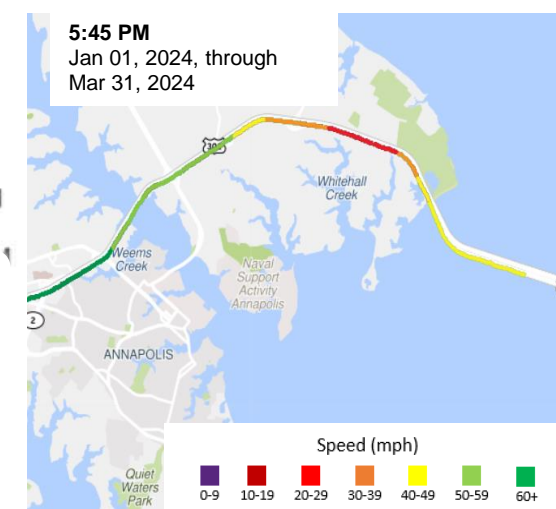 5:45 PM
Jan 01, 2024, through
Mar 31, 2024
Whitehall
Creek
Weems
Creek
Naval
Support
Activity
Annapolis
2
ANNAPOLIS
Quiet
Waters
Park
Speed (mph)
0-9 10-19 20-29 30-39 40-49 50-59 60+